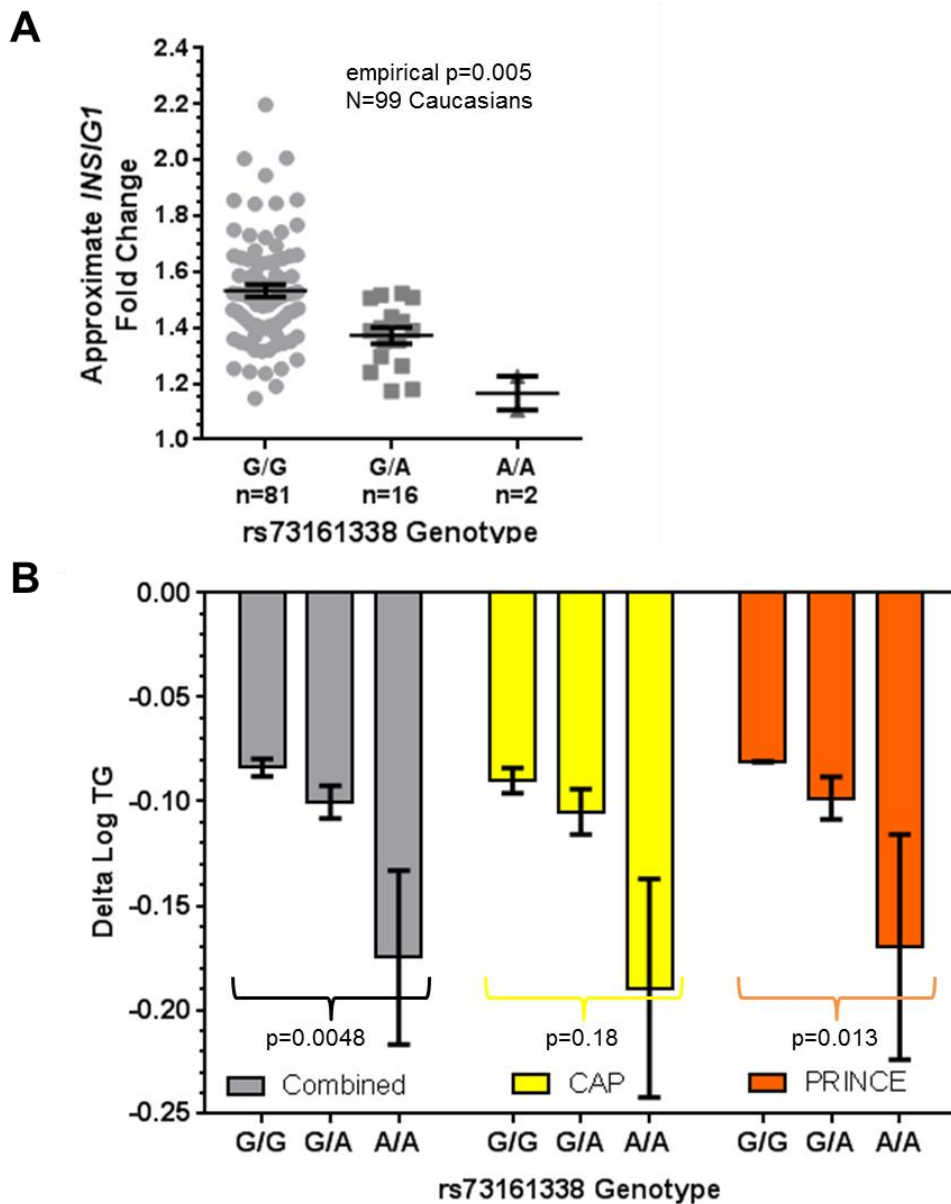 A
Approximate INSIG1
Fold Change
2.4
2.2
2.0
1.8
1.6
1.4
1.2
1.0
empirical p=0.005
N=99 Caucasians
G/G G/A A/A
n=81 n=16 n=2
rs73161338 Genotype
B
Delta Log TG
0.00
-0.05
-0.10
-0.15
-0.20
-0.25
p=0.0048 p=0.18 p=0.013
Combined CAP PRINCE
G/G G/A A/A G/G G/A A/A G/G G/A A/A
rs73161338 Genotype